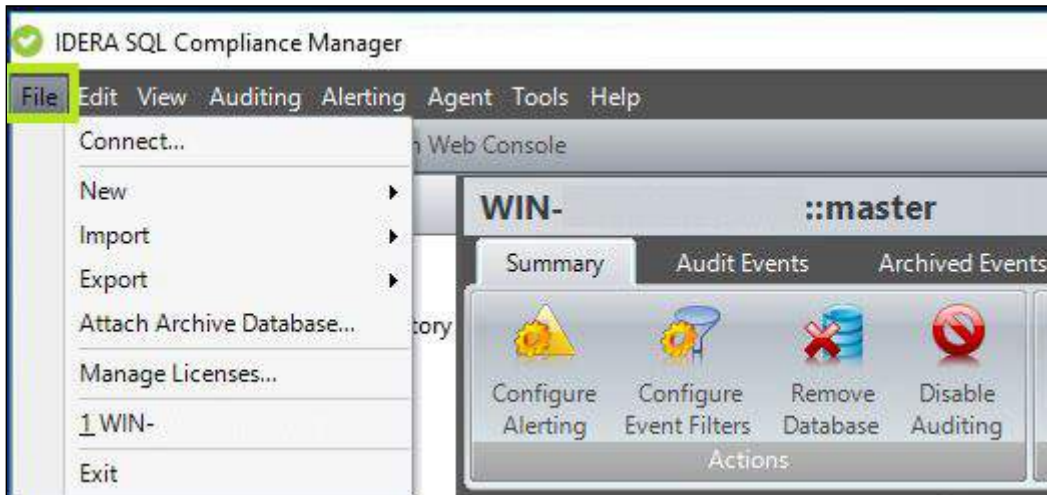 IDERA SQL Compliance Manager
File Edit View Auditing Alerting Agent Tools Help
Web Console
Connect...
New
Import
Export
Attach Archive Database...
Manage Licenses...
1 WIN-
Exit
WIN- ::master
Summary Audit Events Archived Events
Configure Alerting
Configure Event Filters
Remove Database
Disable Auditing
Actions